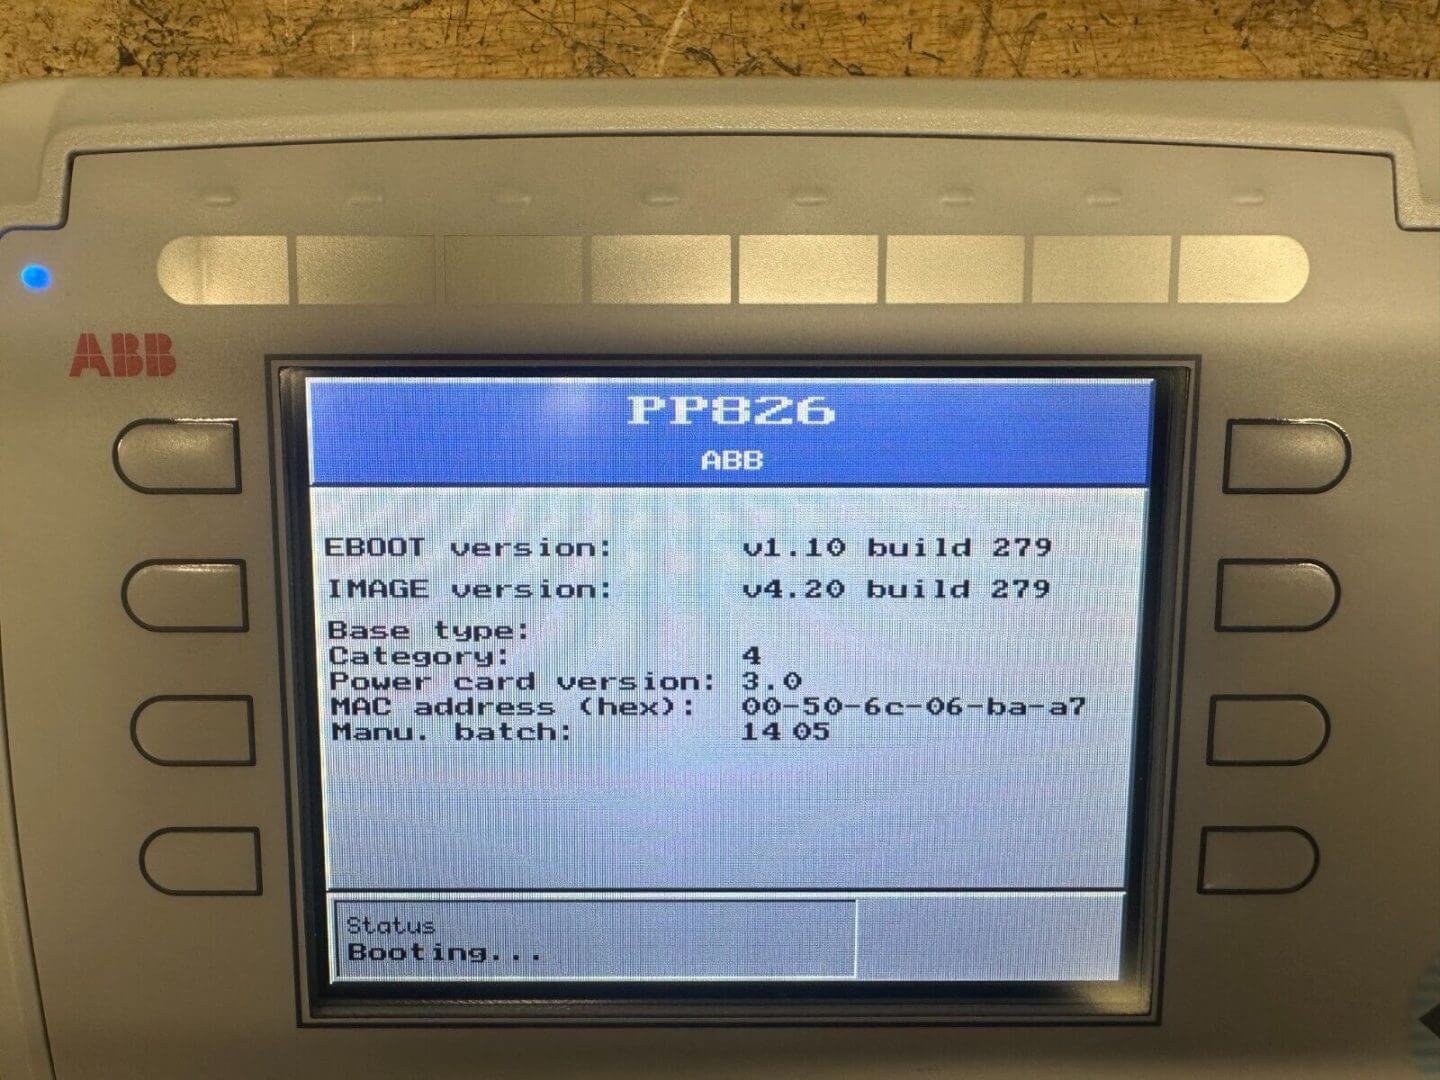 ABB
PP826
ABB
EBOOT version: v1.10 build 279
IMAGE version: v4.20 build 279
Base type:
Category: 4
Power card version: 3.0
MAC address (hex): 00-50-6c-06-ba-a7
Manu. batch: 14 05
Status
Booting...